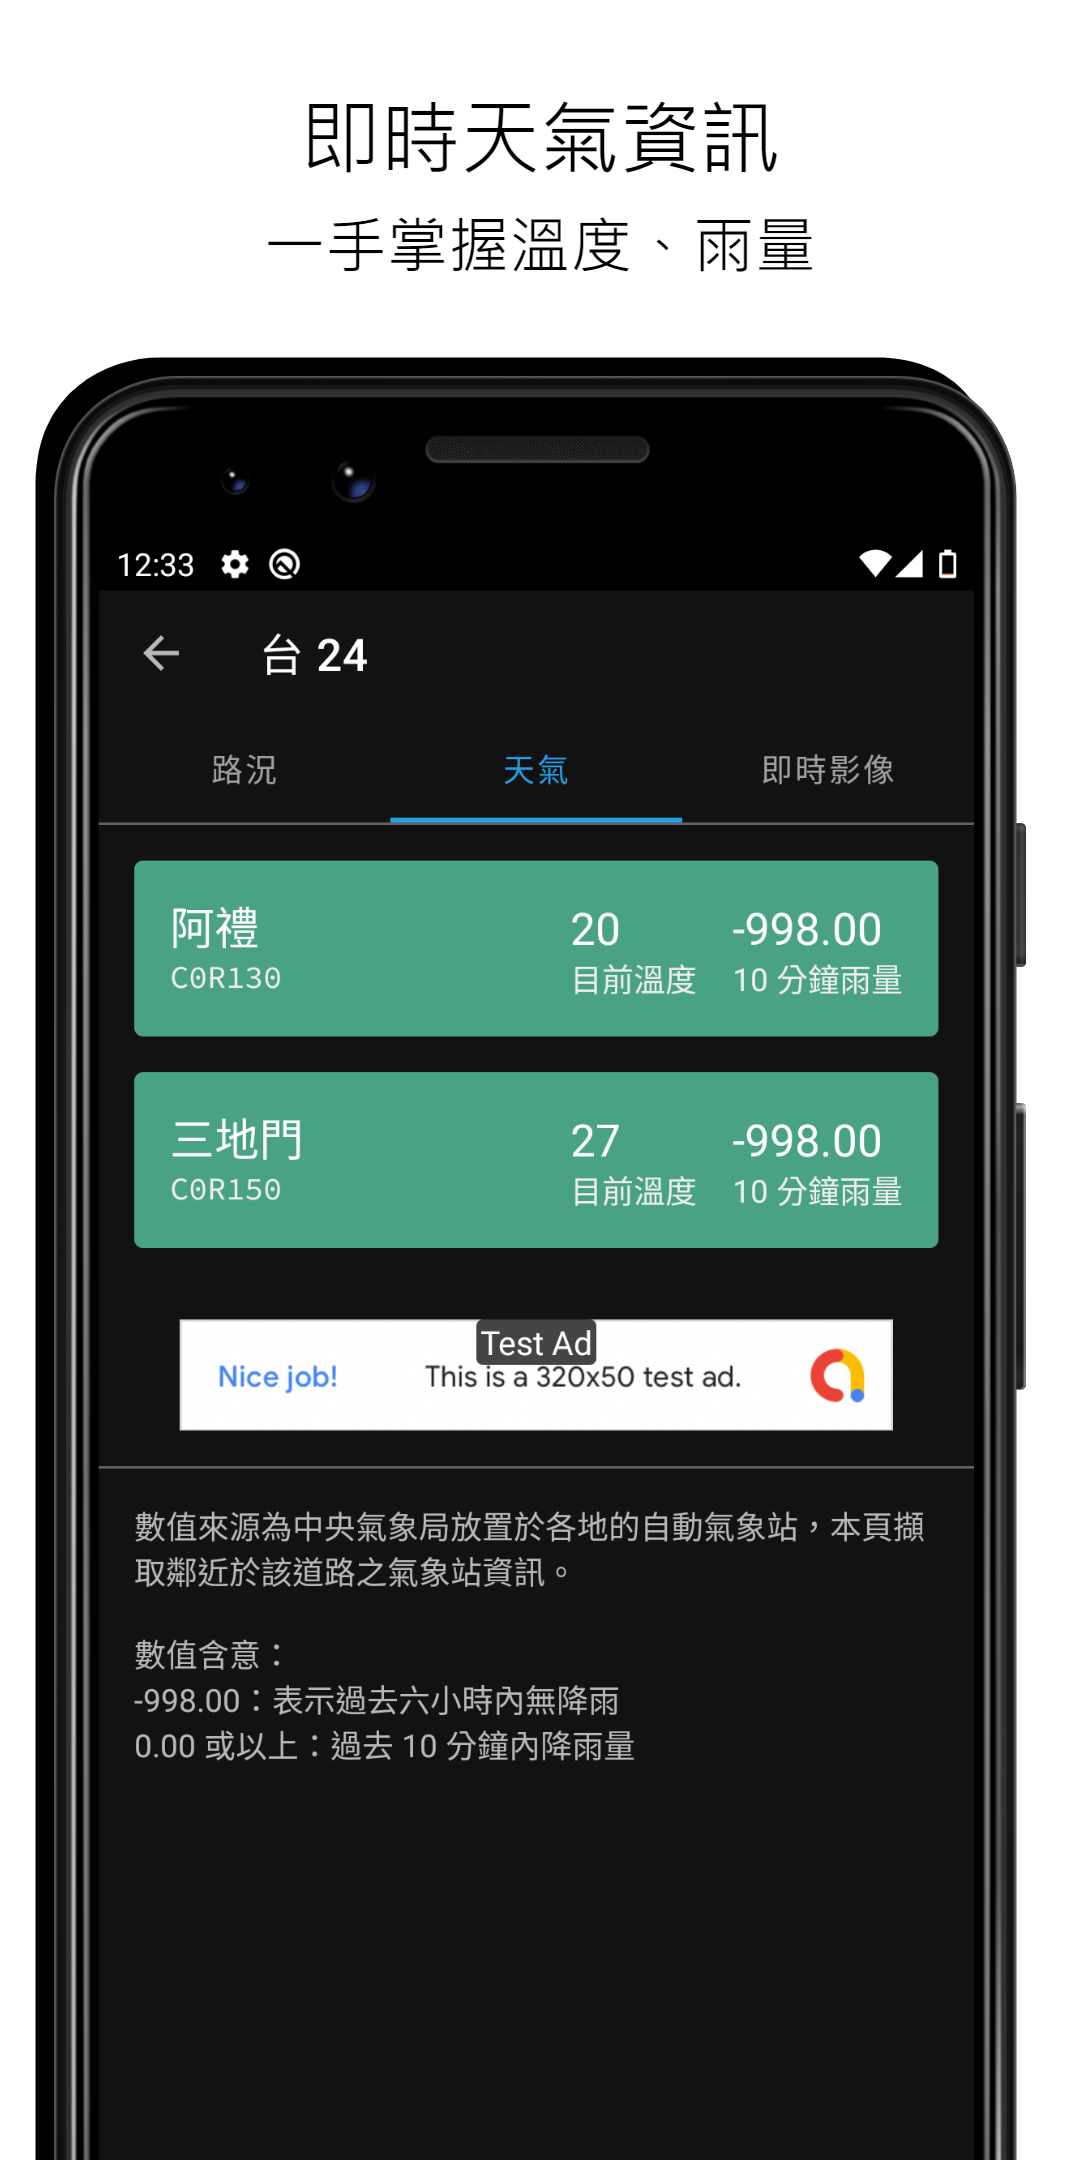 即時天氣資訊
一手掌握溫度、雨量
12:33
台 24
路況
天氣
即時影像
阿禮
20
-998.00
C0R130
目前溫度
10 分鐘雨量
三地門
27
-998.00
C0R150
目前溫度
10 分鐘雨量
Test Ad
Nice job!
This is a 320x50 test ad.
數值來源為中央氣象局放置於各地的自動氣象站，本頁擷
取鄰近於該道路之氣象站資訊。
數值含意：
-998.00：表示過去六小時內無降雨
0.00 或以上：過去 10 分鐘內降雨量